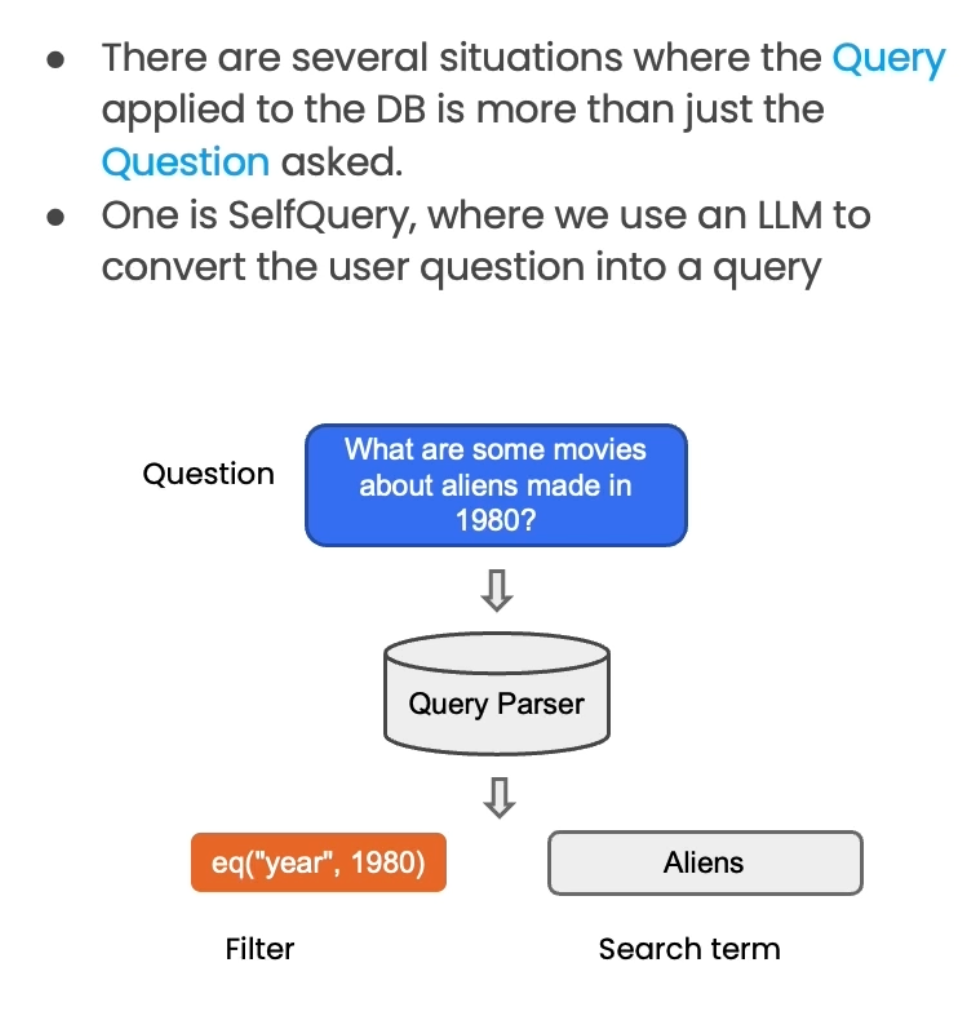 • There are several situations where the Query
applied to the DB is more than just the
Question asked.
• One is SelfQuery, where we use an LLM to
convert the user question into a query
Question
What are some movies
about aliens made in
1980?
Query Parser
eq("year", 1980)
Aliens
Filter
Search term